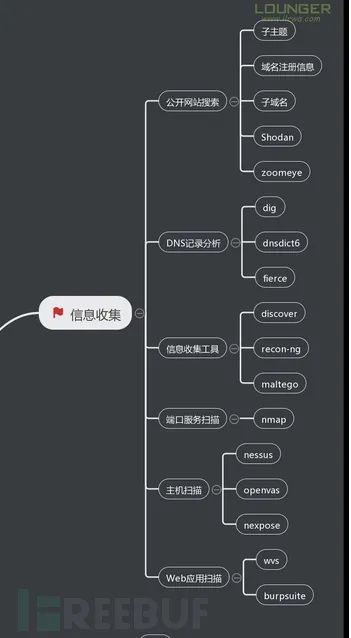 LOUNGER
子主题
域名注册信息
公开网站搜索
子域名
Shodan
zoomeye
dig
DNS记录分析
dnsdict6
fierce
信息收集
discover
信息收集工具
recon-ng
maltego
端口服务扫描
nmap
nessus
主机扫描
openvas
nexpose
wvs
Web应用扫描
burpsuite
FREEBUF